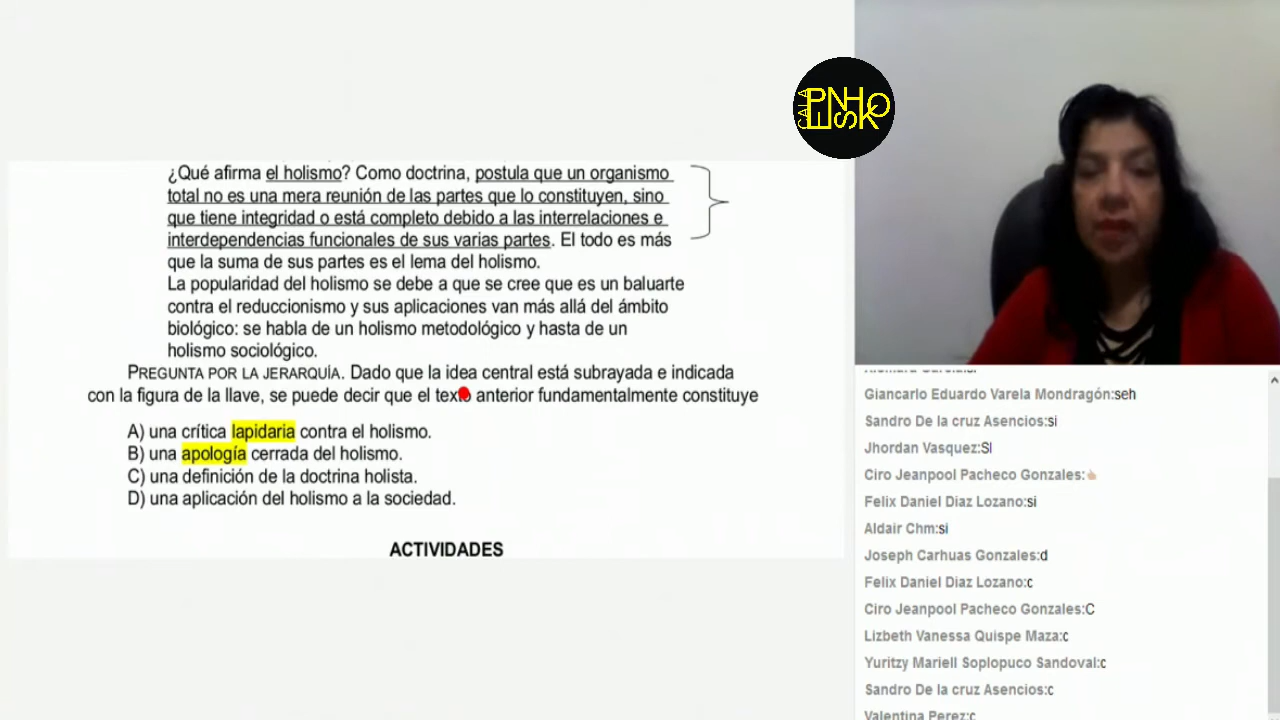 ¿Qué afirma el holismo? Como doctrina, postula que un organismo
total no es una mera reunión de las partes que lo constituyen, sino
que tiene integridad o está completo debido a las interrelaciones e
interdependencias funcionales de sus varias partes. El todo es más
que la suma de sus partes es el lema del holismo.
La popularidad del holismo se debe a que se cree que es un baluarte
contra el reduccionismo y sus aplicaciones van más allá del ámbito
biológico: se habla de un holismo metodológico y hasta de un
holismo sociológico.
PREGUNTA POR LA JERARQUÍA. Dado que la idea central está subrayada e indicada
con la figura de la llave, se puede decir que el texto anterior fundamentalmente constituye
A) una crítica lapidaria contra el holismo.
B) una apología cerrada del holismo.
C) una definición de la doctrina holista.
D) una aplicación del holismo a la sociedad.
ACTIVIDADES
CALA
PENHSKO
Giancarlo Eduardo Varela Mondragón:seh
Sandro De la cruz Asencios:si
Jhordan Vasquez:SI
Ciro Jeanpool Pacheco Gonzales:
Felix Daniel Diaz Lozano:si
Aldair Chm:si
Joseph Carhuas Gonzales:d
Felix Daniel Diaz Lozano:c
Ciro Jeanpool Pacheco Gonzales:C
Lizbeth Vanessa Quispe Maza:c
Yuritzy Mariell Soplopuco Sandoval:c
Sandro De la cruz Asencios:c
Valentina Perez:c